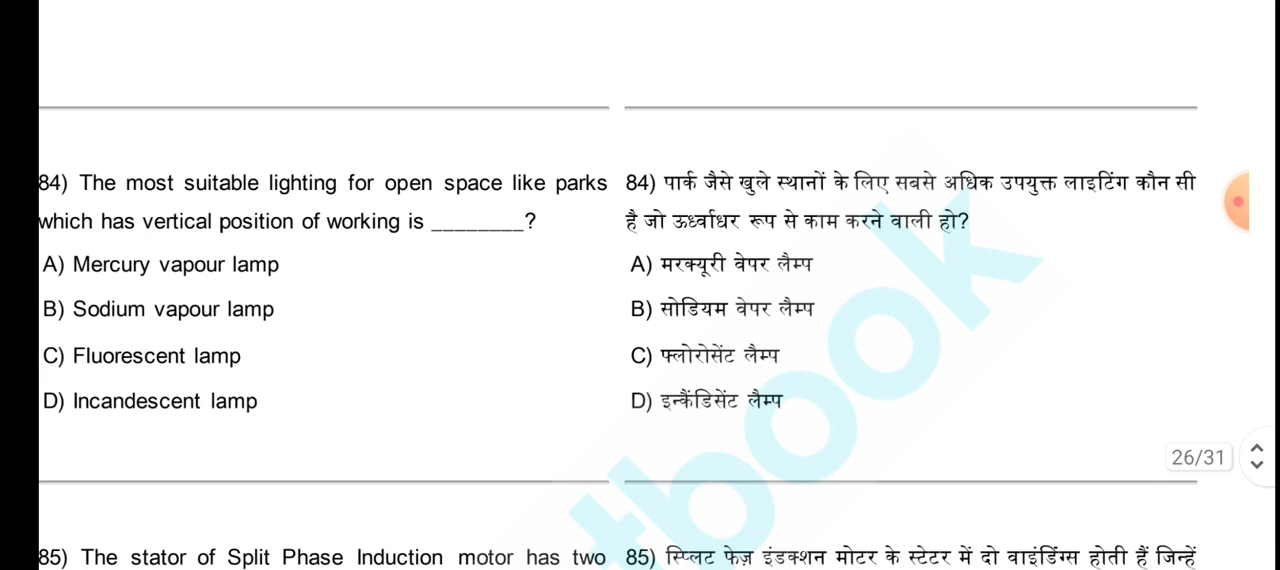 84) The most suitable lighting for open space like parks
which has vertical position of working is ________?
A) Mercury vapour lamp
B) Sodium vapour lamp
C) Fluorescent lamp
D) Incandescent lamp
84) पार्क जैसे खुले स्थानों के लिए सबसे अधिक उपयुक्त लाइटिंग कौन सी
है जो ऊर्ध्वाधर रूप से काम करने वाली हो?
A) मरक्यूरी वेपर लैम्प
B) सोडियम वेपर लैम्प
C) फ्लोरोसेंट लैम्प
D) इन्कैंडिसेंट लैम्प
26/31
85) The stator of Split Phase Induction motor has two
85) स्प्लिट फेज़ इंडक्शन मोटर के स्टेटर में दो वाइंडिंग्स होती हैं जिन्हें
tbook